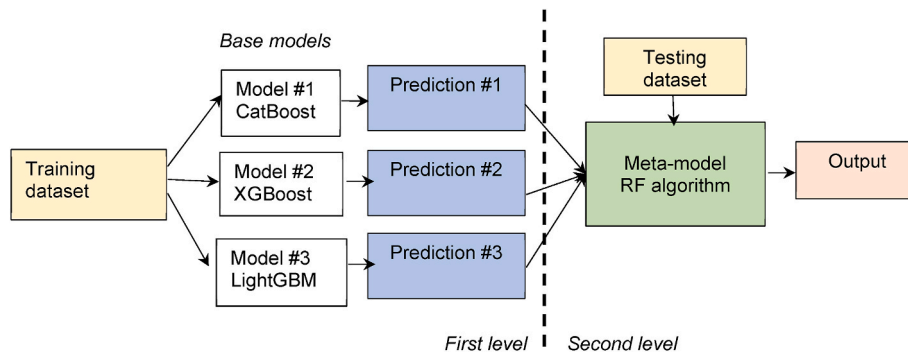 Base models
Training
dataset
Model #1
CatBoost
Prediction #1
Model #2
XGBoost
Prediction #2
Model #3
LightGBM
Prediction #3
First level
Testing
dataset
Meta-model
RF algorithm
Output
Second level